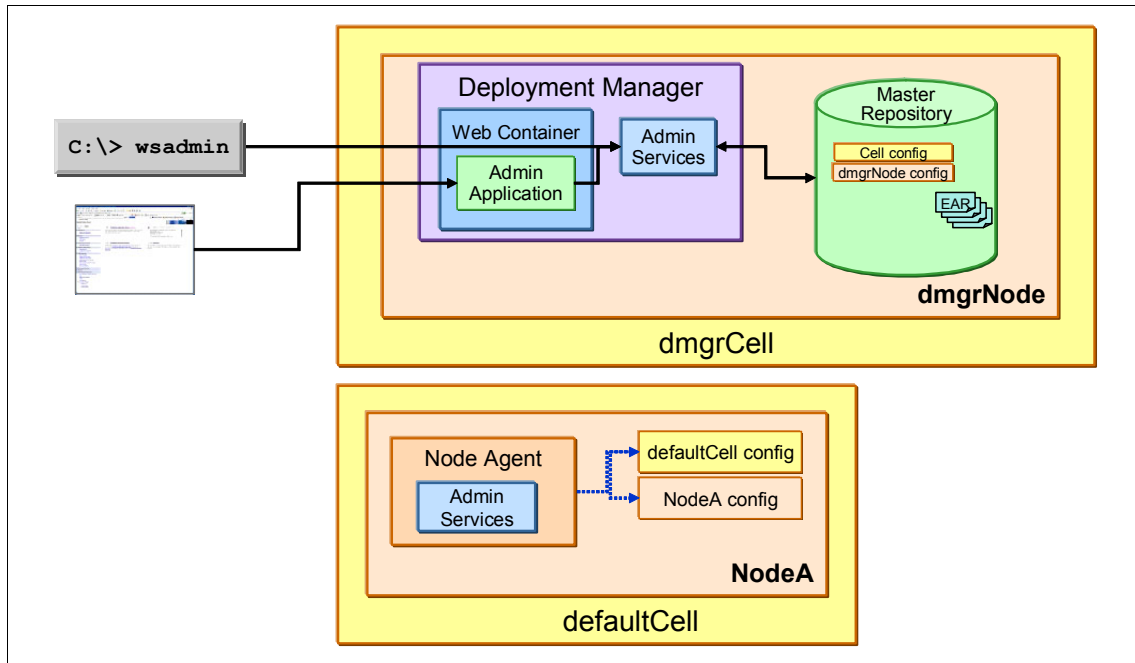 Deployment Manager
Master
Repository
Web Container
Admin
Services
C:\> wsadmin
Cell config
dmgrNode config
Admin
Application
EAR
dmgrNode
dmgrCell
Node Agent
defaultCell config
Admin
Services
NodeA config
NodeA
defaultCell